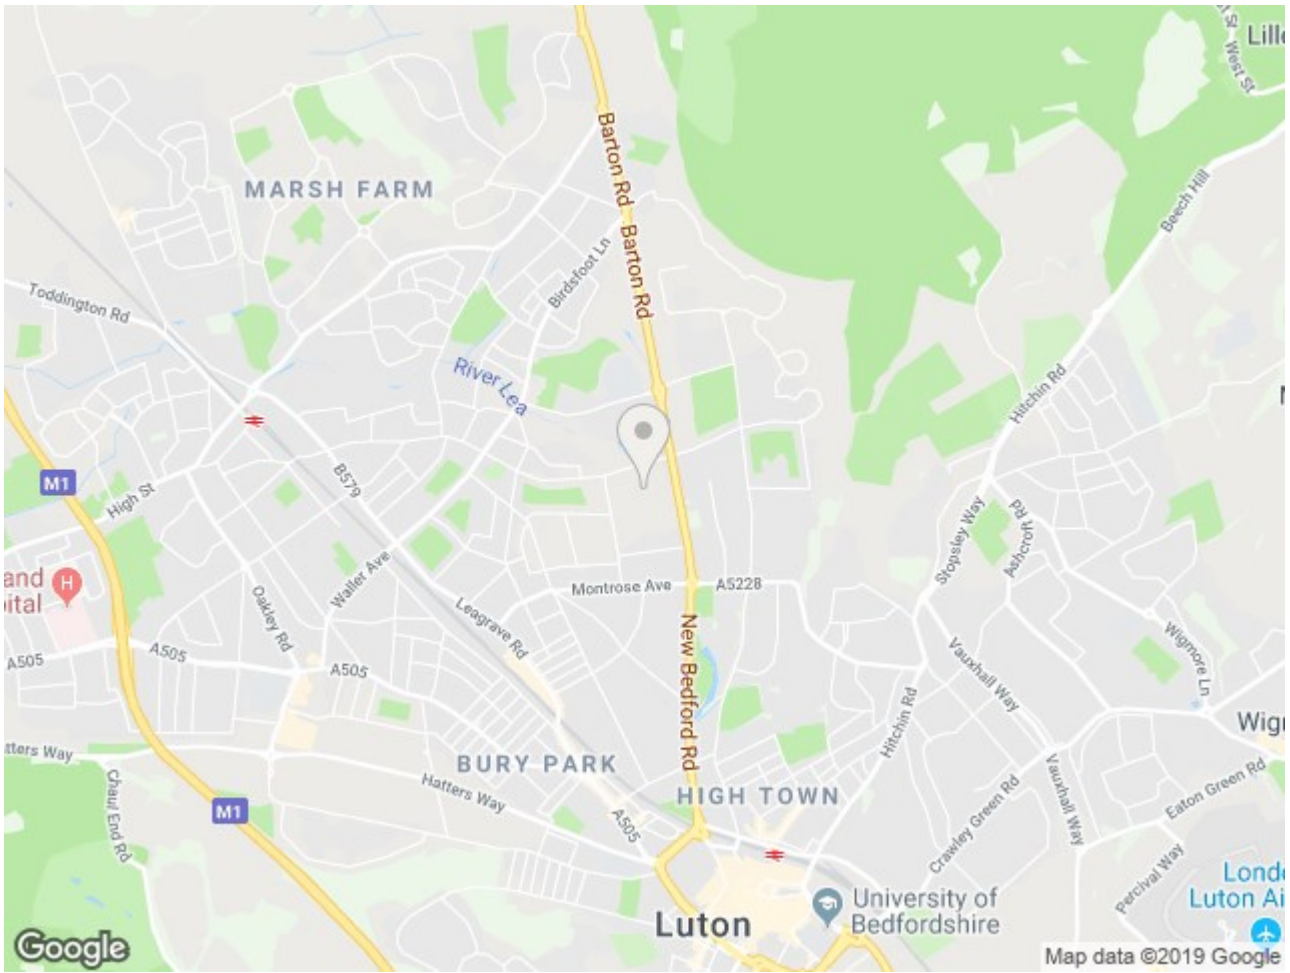 t St
West St
Lille
Barton Rd
Barton Rd
MARSH FARM
Beech Hill
Birdsfoot Ln
Toddington Rd
River Lea
Hitchin Rd
M1
High St
B579
Stopsley Way
Ashcroft Rd
and
pital
H
Waller Ave
Oakley Rd
Leagrave Rd
Montrose Ave
A5228
New Bedford Rd
Wigmore Ln
Vauxhall Way
A505
A505
A505
Hitchin Rd
Wigr
tters Way
BURY PARK
Hatters Way
HIGH TOWN
Chaul End Rd
M1
A505
Vauxhall Way
Eaton Green Rd
Crawley Green Rd
Percival Way
Londo
Luton Ai
University of
Bedfordshire
Luton
Google
Map data ©2019 Google